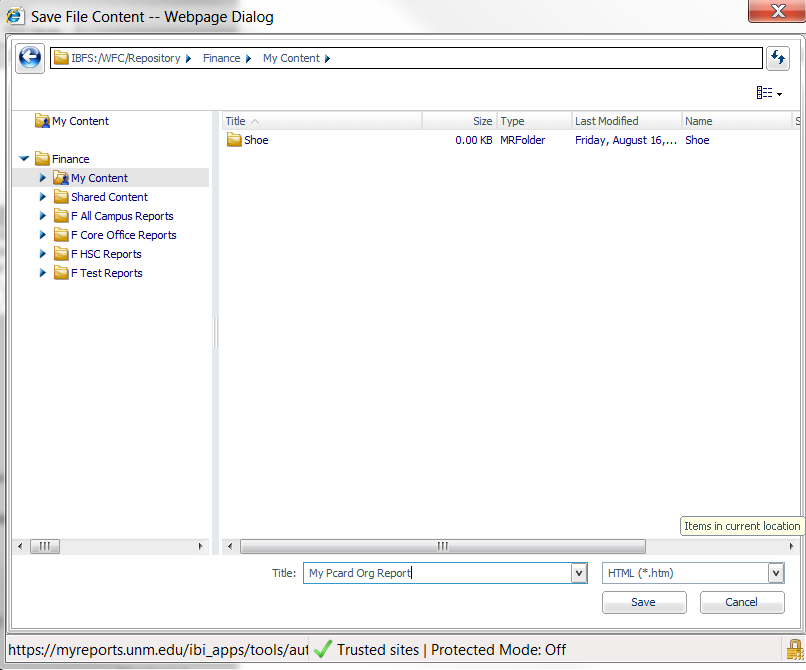 Save File Content -- Webpage Dialog
IBFS:/WFC/Repository Finance My Content
My Content
Finance
My Content
Shared Content
F All Campus Reports
F Core Office Reports
F HSC Reports
F Test Reports
Title Size Type Last Modified Name S
Shoe 0.00 KB MRFolder Friday, August 16,... Shoe
Items in current location
Title: My Pcard Org Report HTML (*.htm)
Save Cancel
https://myreports.unm.edu/ibi_apps/tools/aut Trusted sites | Protected Mode: Off